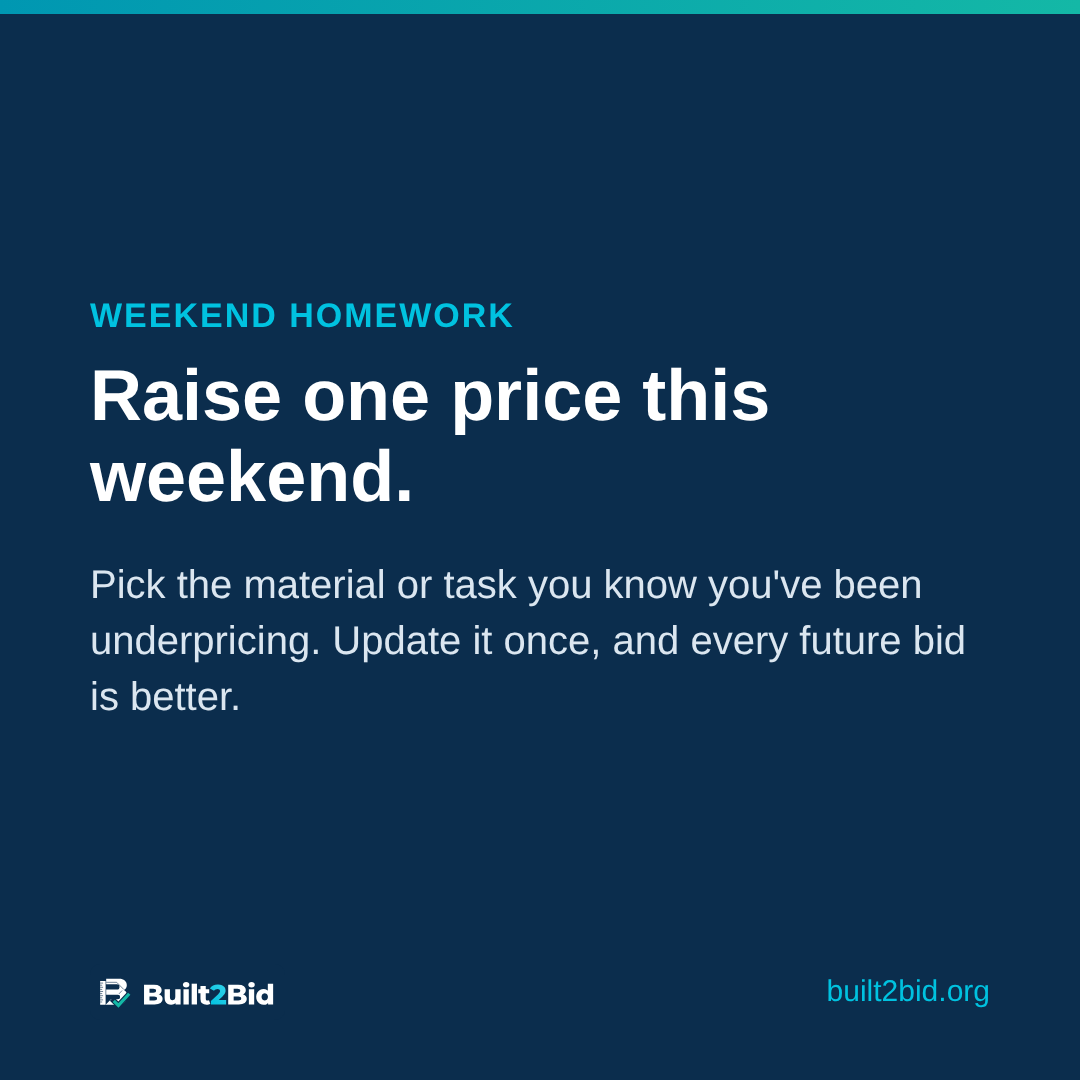 WEEKEND HOMEWORK
Raise one price this
weekend.
Pick the material or task you know you've been
underpricing. Update it once, and every future bid
is better.
Built2Bid
built2bid.org